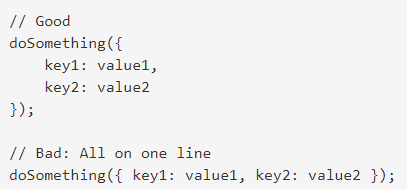 // Good
doSomething({
    key1: value1,
    key2: value2
});

// Bad: All on one line
doSomething({ key1: value1, key2: value2 });